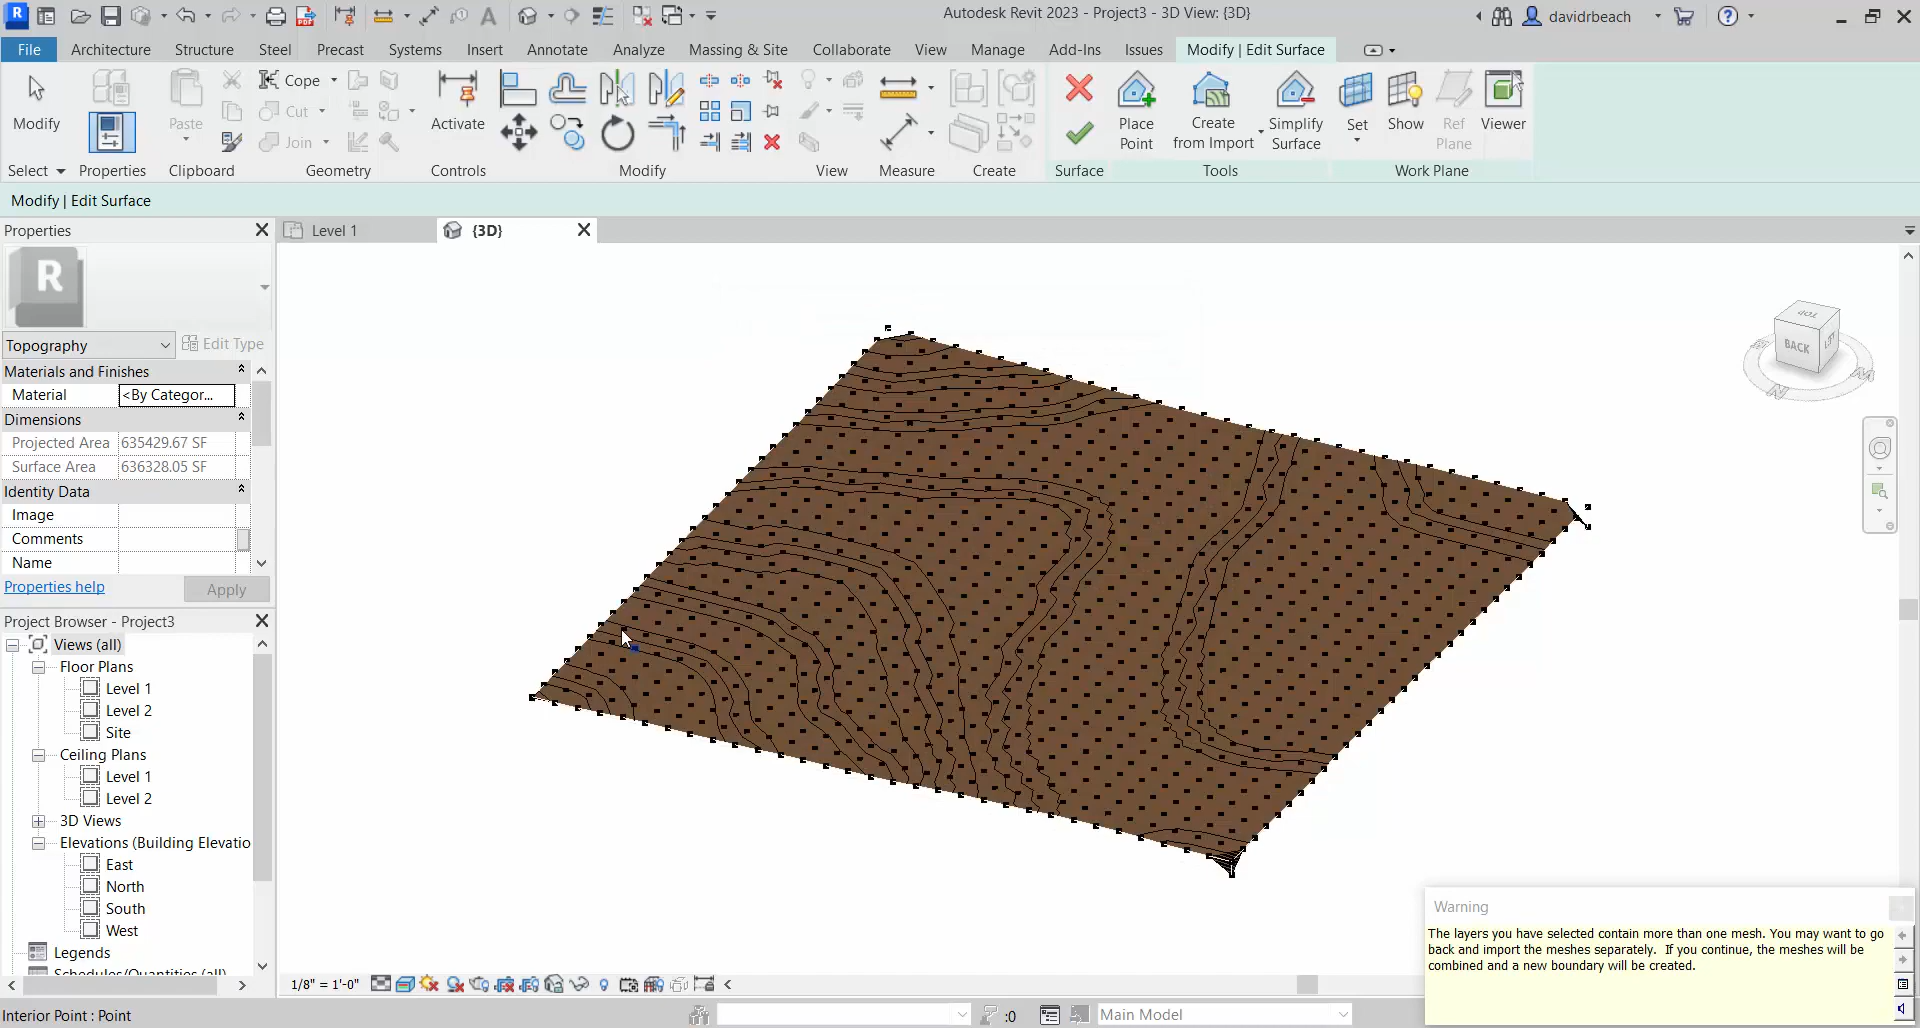 Autodesk Revit 2023 - Project3 - 3D View: {3D}
davidrbeach
File Architecture Structure Steel Precast Systems Insert Annotate Analyze Massing & Site Collaborate View Manage Add-Ins Issues Modify | Edit Surface
Modify
Paste
Cope
Cut
Join
Activate
Place Point
Create from Import
Simplify Surface
Set
Show
Ref Plane
Viewer
Select Properties Clipboard Geometry Controls Modify View Measure Create Surface Tools Work Plane
Modify | Edit Surface
Properties
Level 1
{3D}
R
Topography
Edit Type
Materials and Finishes
Material <By Categor...
Dimensions
Projected Area 635429.67 SF
Surface Area 636328.05 SF
Identity Data
Image
Comments
Name
Properties help
Apply
Project Browser - Project3
Views (all)
Floor Plans
Level 1
Level 2
Site
Ceiling Plans
Level 1
Level 2
3D Views
Elevations (Building Elevatio
East
North
South
West
Legends
Schedules/Quantities (all)
TOP
BACK
LEFT
N
1/8" = 1'-0"
Warning
The layers you have selected contain more than one mesh. You may want to go
back and import the meshes separately. If you continue, the meshes will be
combined and a new boundary will be created.
Interior Point : Point
:0
Main Model